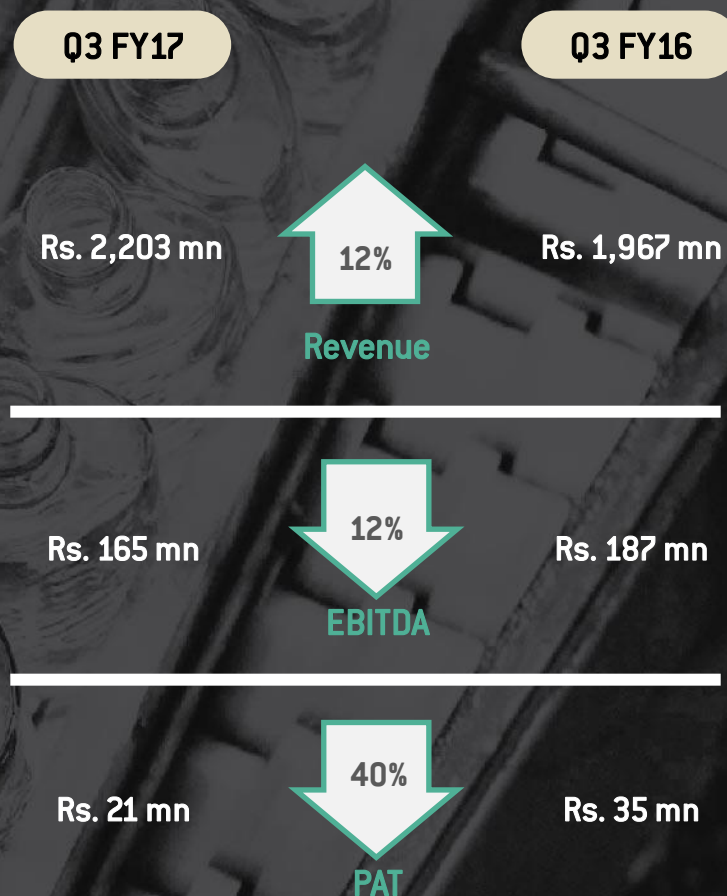 Q3 FY17 Q3 FY16
Rs. 2,203 mn 12% Rs. 1,967 mn
Revenue
Rs. 165 mn 12% Rs. 187 mn
EBITDA
Rs. 21 mn 40% Rs. 35 mn
PAT